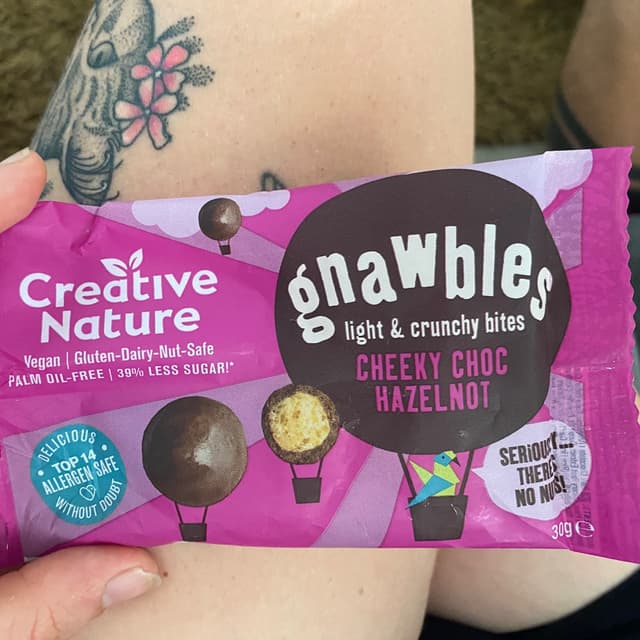 Creative
Nature
Vegan | Gluten-Dairy-Nut-Safe
PALM OIL-FREE | 39% LESS SUGAR!*
DELICIOUS
TOP 14
ALLERGEN SAFE
WITHOUT DOUBT
gnawbles
light & crunchy bites
CHEEKY CHOC
HAZELNOT
THERE'S
NO NUTS!
30g e